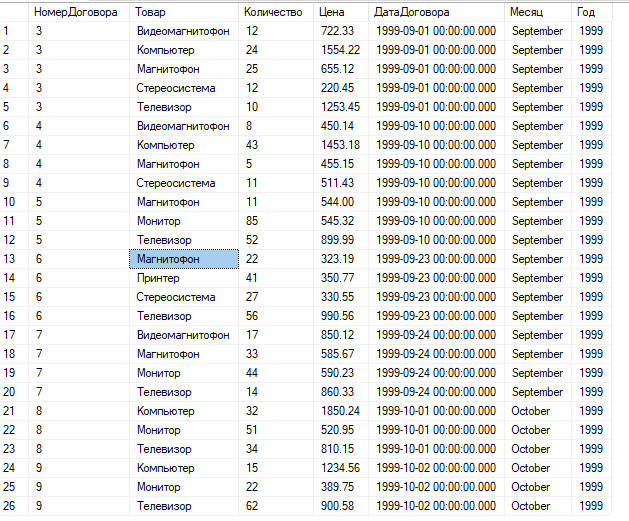 НомерДоговора Товар Количество Цена ДатаДоговора Месяц Год
1 3 Видеомагнитофон 12 722.33 1999-09-01 00:00:00.000 September 1999
2 3 Компьютер 24 1554.22 1999-09-01 00:00:00.000 September 1999
3 3 Магнитофон 25 655.12 1999-09-01 00:00:00.000 September 1999
4 3 Стереосистема 12 220.45 1999-09-01 00:00:00.000 September 1999
5 3 Телевизор 10 1253.45 1999-09-01 00:00:00.000 September 1999
6 4 Видеомагнитофон 8 450.14 1999-09-10 00:00:00.000 September 1999
7 4 Компьютер 43 1453.18 1999-09-10 00:00:00.000 September 1999
8 4 Магнитофон 5 455.15 1999-09-10 00:00:00.000 September 1999
9 4 Стереосистема 11 511.43 1999-09-10 00:00:00.000 September 1999
10 5 Магнитофон 11 544.00 1999-09-10 00:00:00.000 September 1999
11 5 Монитор 85 545.32 1999-09-10 00:00:00.000 September 1999
12 5 Телевизор 52 899.99 1999-09-10 00:00:00.000 September 1999
13 6 Магнитофон 22 323.19 1999-09-23 00:00:00.000 September 1999
14 6 Принтер 41 350.77 1999-09-23 00:00:00.000 September 1999
15 6 Стереосистема 27 330.55 1999-09-23 00:00:00.000 September 1999
16 6 Телевизор 56 990.56 1999-09-23 00:00:00.000 September 1999
17 7 Видеомагнитофон 17 850.12 1999-09-24 00:00:00.000 September 1999
18 7 Магнитофон 33 585.67 1999-09-24 00:00:00.000 September 1999
19 7 Монитор 44 590.23 1999-09-24 00:00:00.000 September 1999
20 7 Телевизор 14 860.33 1999-09-24 00:00:00.000 September 1999
21 8 Компьютер 32 1850.24 1999-10-01 00:00:00.000 October 1999
22 8 Монитор 51 520.95 1999-10-01 00:00:00.000 October 1999
23 8 Телевизор 34 810.15 1999-10-01 00:00:00.000 October 1999
24 9 Компьютер 15 1234.56 1999-10-02 00:00:00.000 October 1999
25 9 Монитор 22 389.75 1999-10-02 00:00:00.000 October 1999
26 9 Телевизор 62 900.58 1999-10-02 00:00:00.000 October 1999